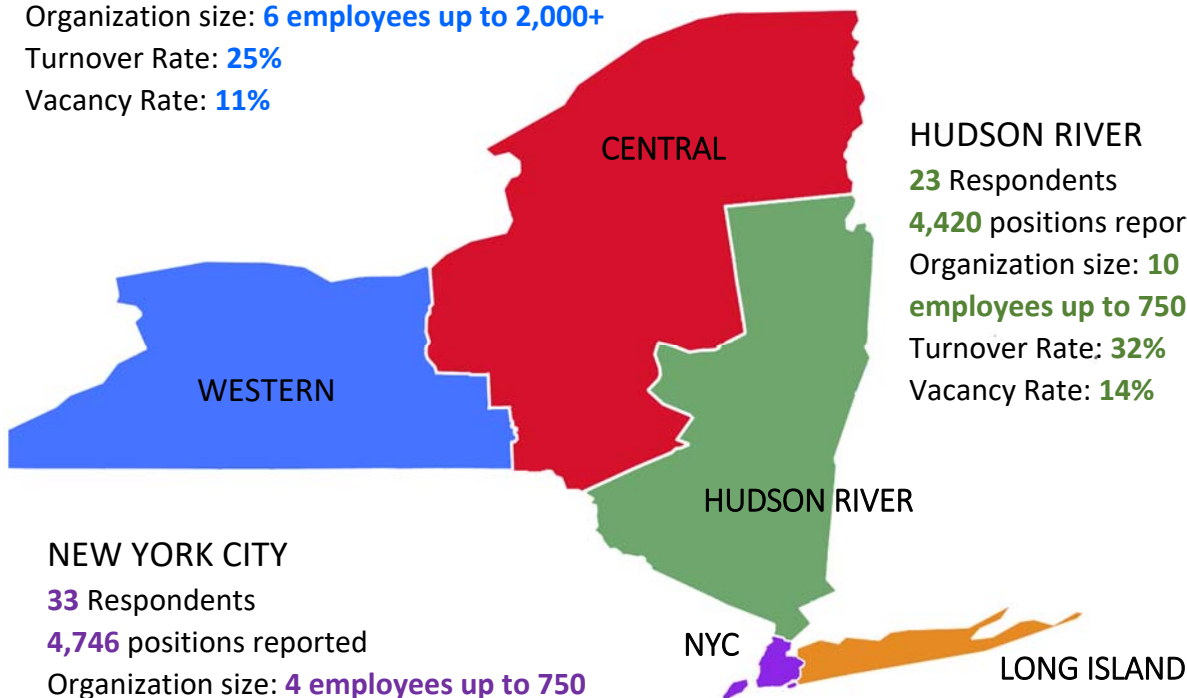 Organization size: 6 employees up to 2,000+
Turnover Rate: 25%
Vacancy Rate: 11%
CENTRAL
HUDSON RIVER
23 Respondents
4,420 positions repor
Organization size: 10
employees up to 750
Turnover Rate: 32%
Vacancy Rate: 14%
WESTERN
HUDSON RIVER
NEW YORK CITY
33 Respondents
4,746 positions reported
Organization size: 4 employees up to 750
NYC
LONG ISLAND